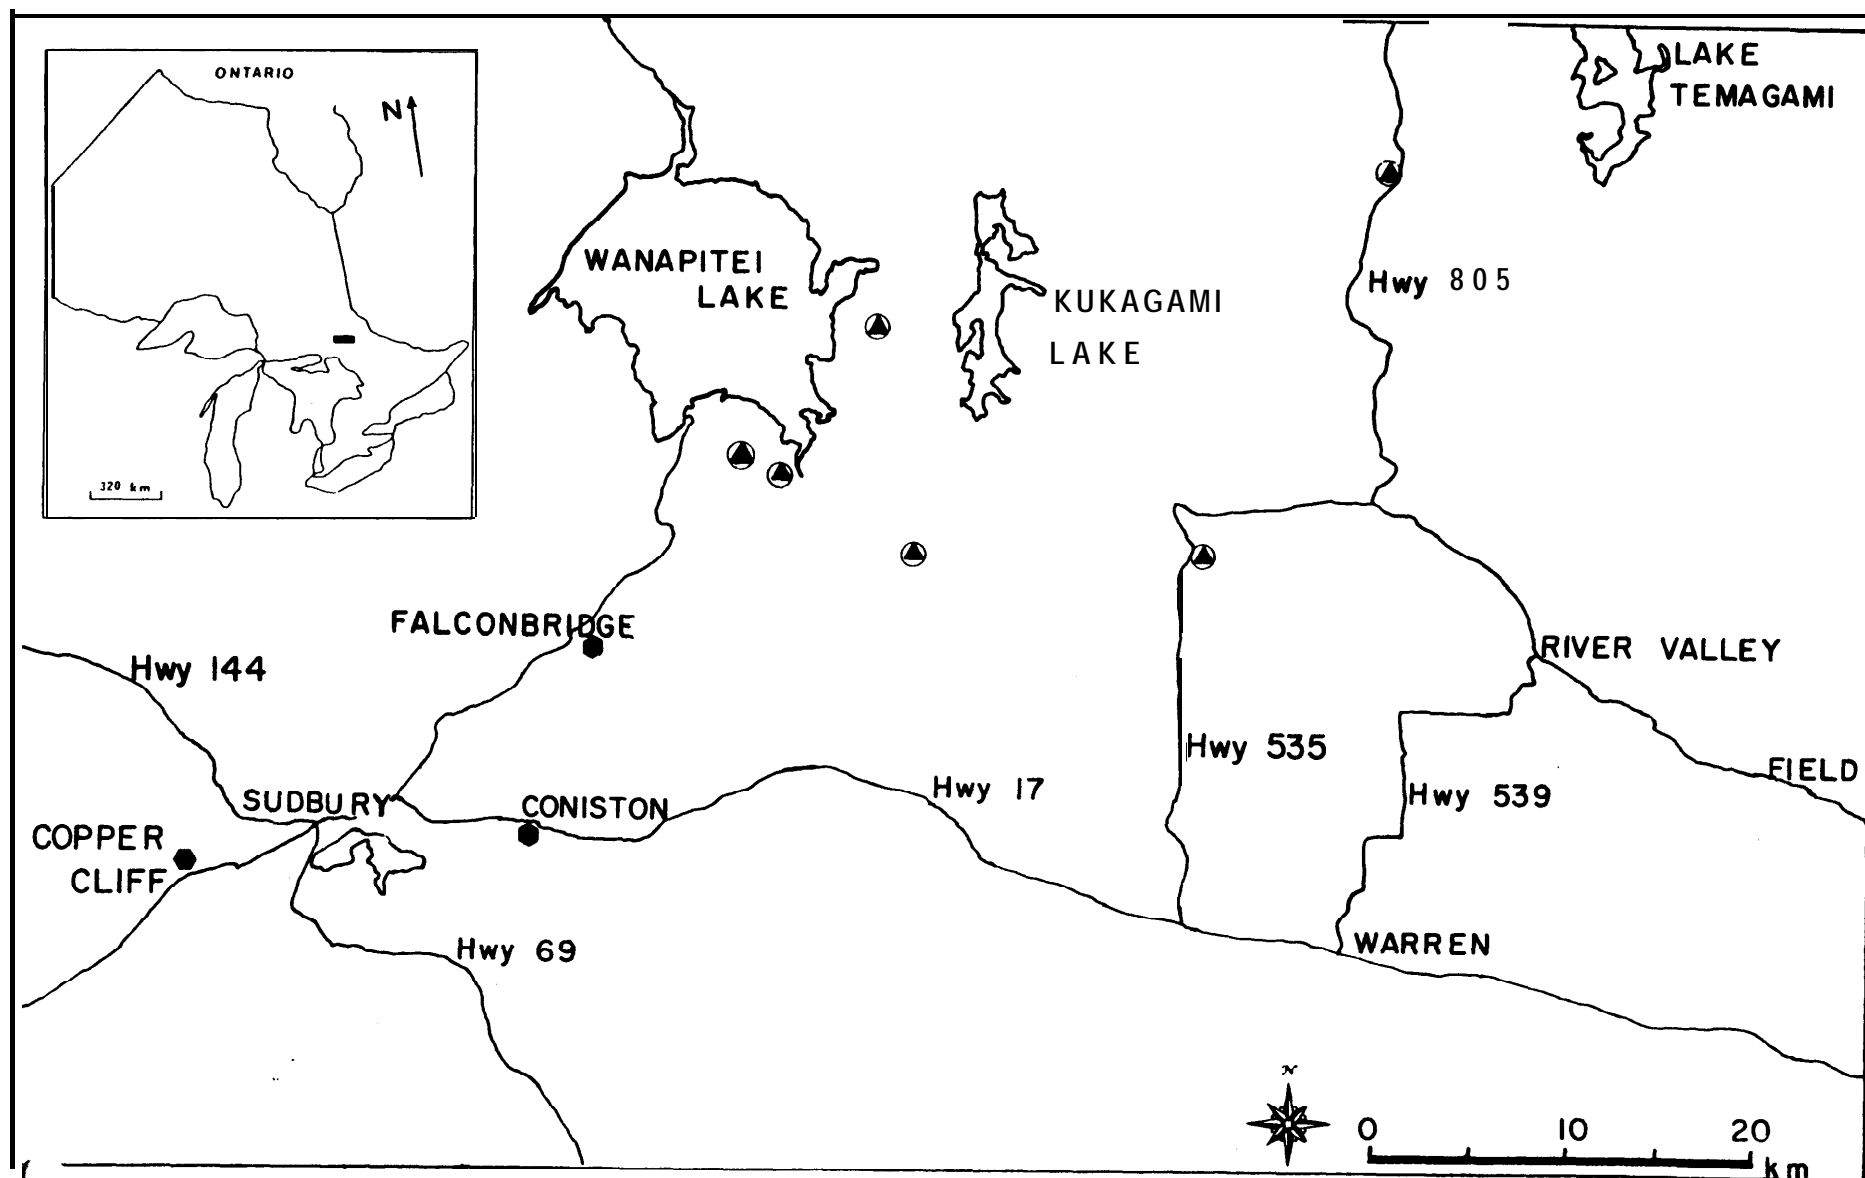 ONTARIO
N
320 km
LAKE
TEMAGAMI
WANAPITEI
LAKE
Hwy 805
KUKAGAMI
LAKE
FALCONBRIDGE
RIVER VALLEY
Hwy 144
Hwy 535
FIELD
Hwy 17
Hwy 539
SUDBURY
CONISTON
COPPER
CLIFF
WARREN
Hwy 69
N
0 10 20
km